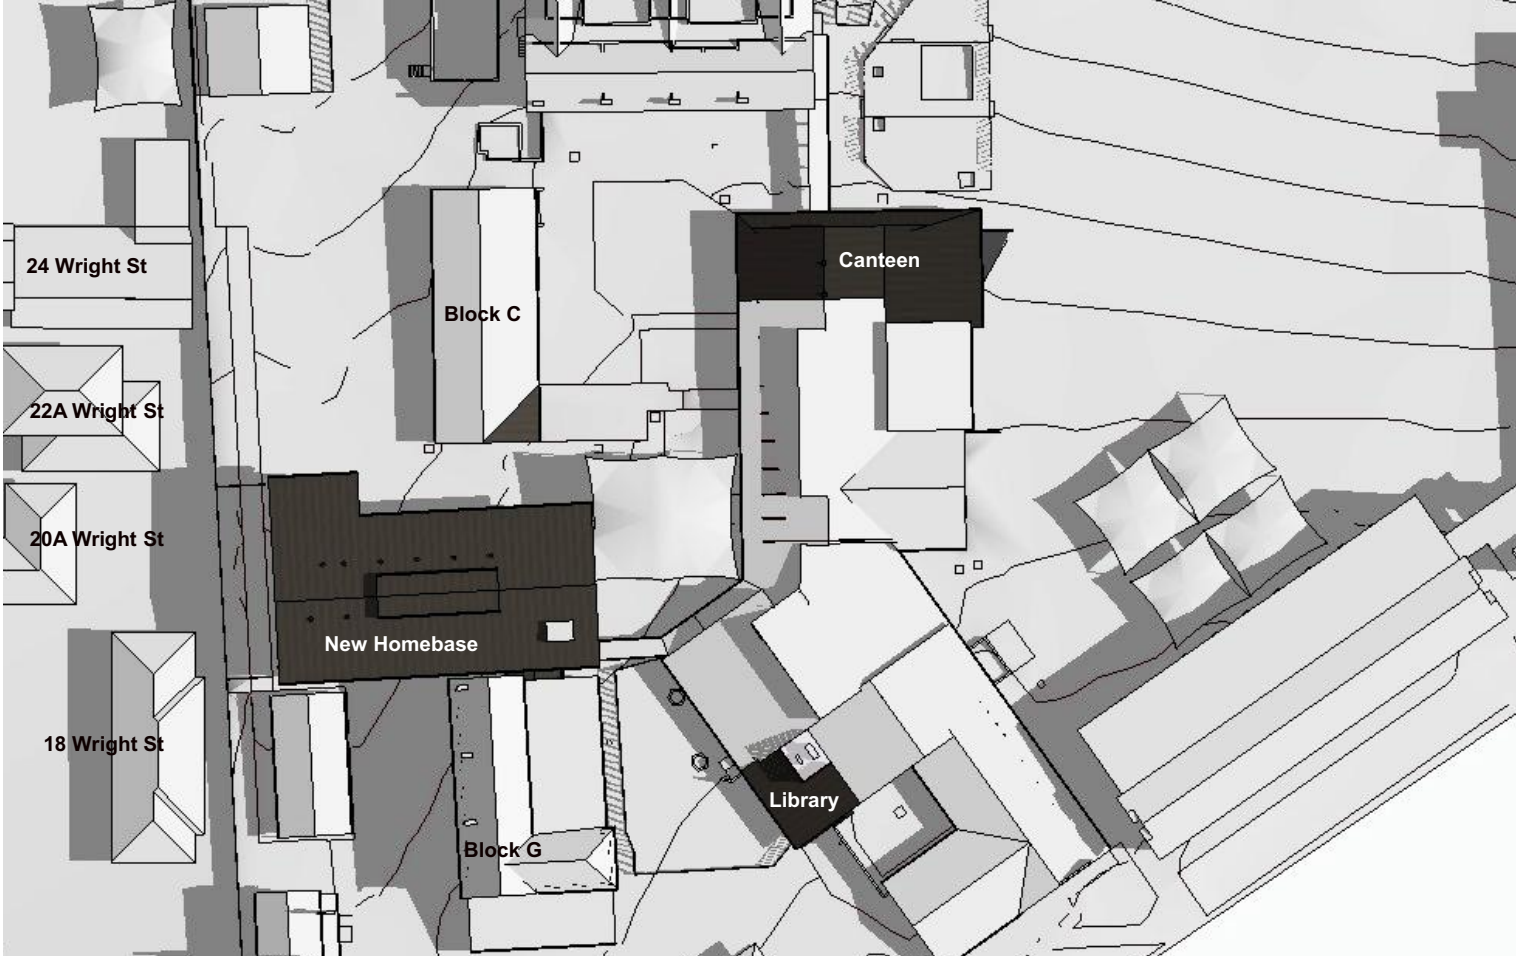 24 Wright St
Canteen
Block C
22A Wright St
20A Wright St
New Homebase
18 Wright St
Library
Block G